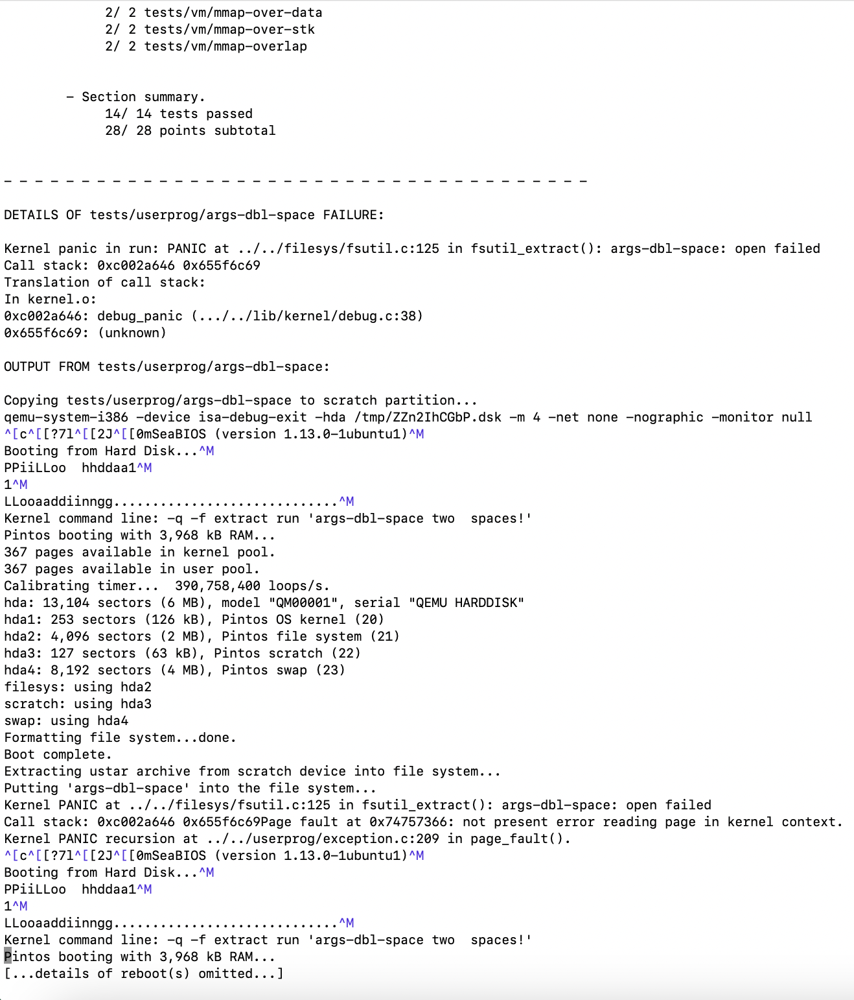 2/ 2 tests/vm/mmap-over-data
2/ 2 tests/vm/mmap-over-stk
2/ 2 tests/vm/mmap-overlap
- Section summary.
14/ 14 tests passed
28/ 28 points subtotal
- - - - - - - - - - - - - - - - - - - - - - - - - - - - - - - - - - - - - -
DETAILS OF tests/userprog/args-dbl-space FAILURE:
Kernel panic in run: PANIC at ../../filesys/fsutil.c:125 in fsutil_extract(): args-dbl-space: open failed
Call stack: 0xc002a646 0x655f6c69
Translation of call stack:
In kernel.o:
0xc002a646: debug_panic (.../../lib/kernel/debug.c:38)
0x655f6c69: (unknown)
OUTPUT FROM tests/userprog/args-dbl-space:
Copying tests/userprog/args-dbl-space to scratch partition...
qemu-system-i386 -device isa-debug-exit -hda /tmp/ZZn2IhCGbP.dsk -m 4 -net none -nographic -monitor null
^[c^[[?7l^[[2J^[[0mSeaBIOS (version 1.13.0-1ubuntu1)^M
Booting from Hard Disk...^M
PPiiLLoo  hhddaa1^M
1^M
LLooaaddiinngg.............................^M
Kernel command line: -q -f extract run 'args-dbl-space two  spaces!'
Pintos booting with 3,968 kB RAM...
367 pages available in kernel pool.
367 pages available in user pool.
Calibrating timer...  390,758,400 loops/s.
hda: 13,104 sectors (6 MB), model "QM00001", serial "QEMU HARDDISK"
hda1: 253 sectors (126 kB), Pintos OS kernel (20)
hda2: 4,096 sectors (2 MB), Pintos file system (21)
hda3: 127 sectors (63 kB), Pintos scratch (22)
hda4: 8,192 sectors (4 MB), Pintos swap (23)
filesys: using hda2
scratch: using hda3
swap: using hda4
Formatting file system...done.
Boot complete.
Extracting ustar archive from scratch device into file system...
Putting 'args-dbl-space' into the file system...
Kernel PANIC at ../../filesys/fsutil.c:125 in fsutil_extract(): args-dbl-space: open failed
Call stack: 0xc002a646 0x655f6c69Page fault at 0x74757366: not present error reading page in kernel context.
Kernel PANIC recursion at ../../userprog/exception.c:209 in page_fault().
^[c^[[?7l^[[2J^[[0mSeaBIOS (version 1.13.0-1ubuntu1)^M
Booting from Hard Disk...^M
PPiiLLoo  hhddaa1^M
1^M
LLooaaddiinngg.............................^M
Kernel command line: -q -f extract run 'args-dbl-space two  spaces!'
Pintos booting with 3,968 kB RAM...
[...details of reboot(s) omitted...]